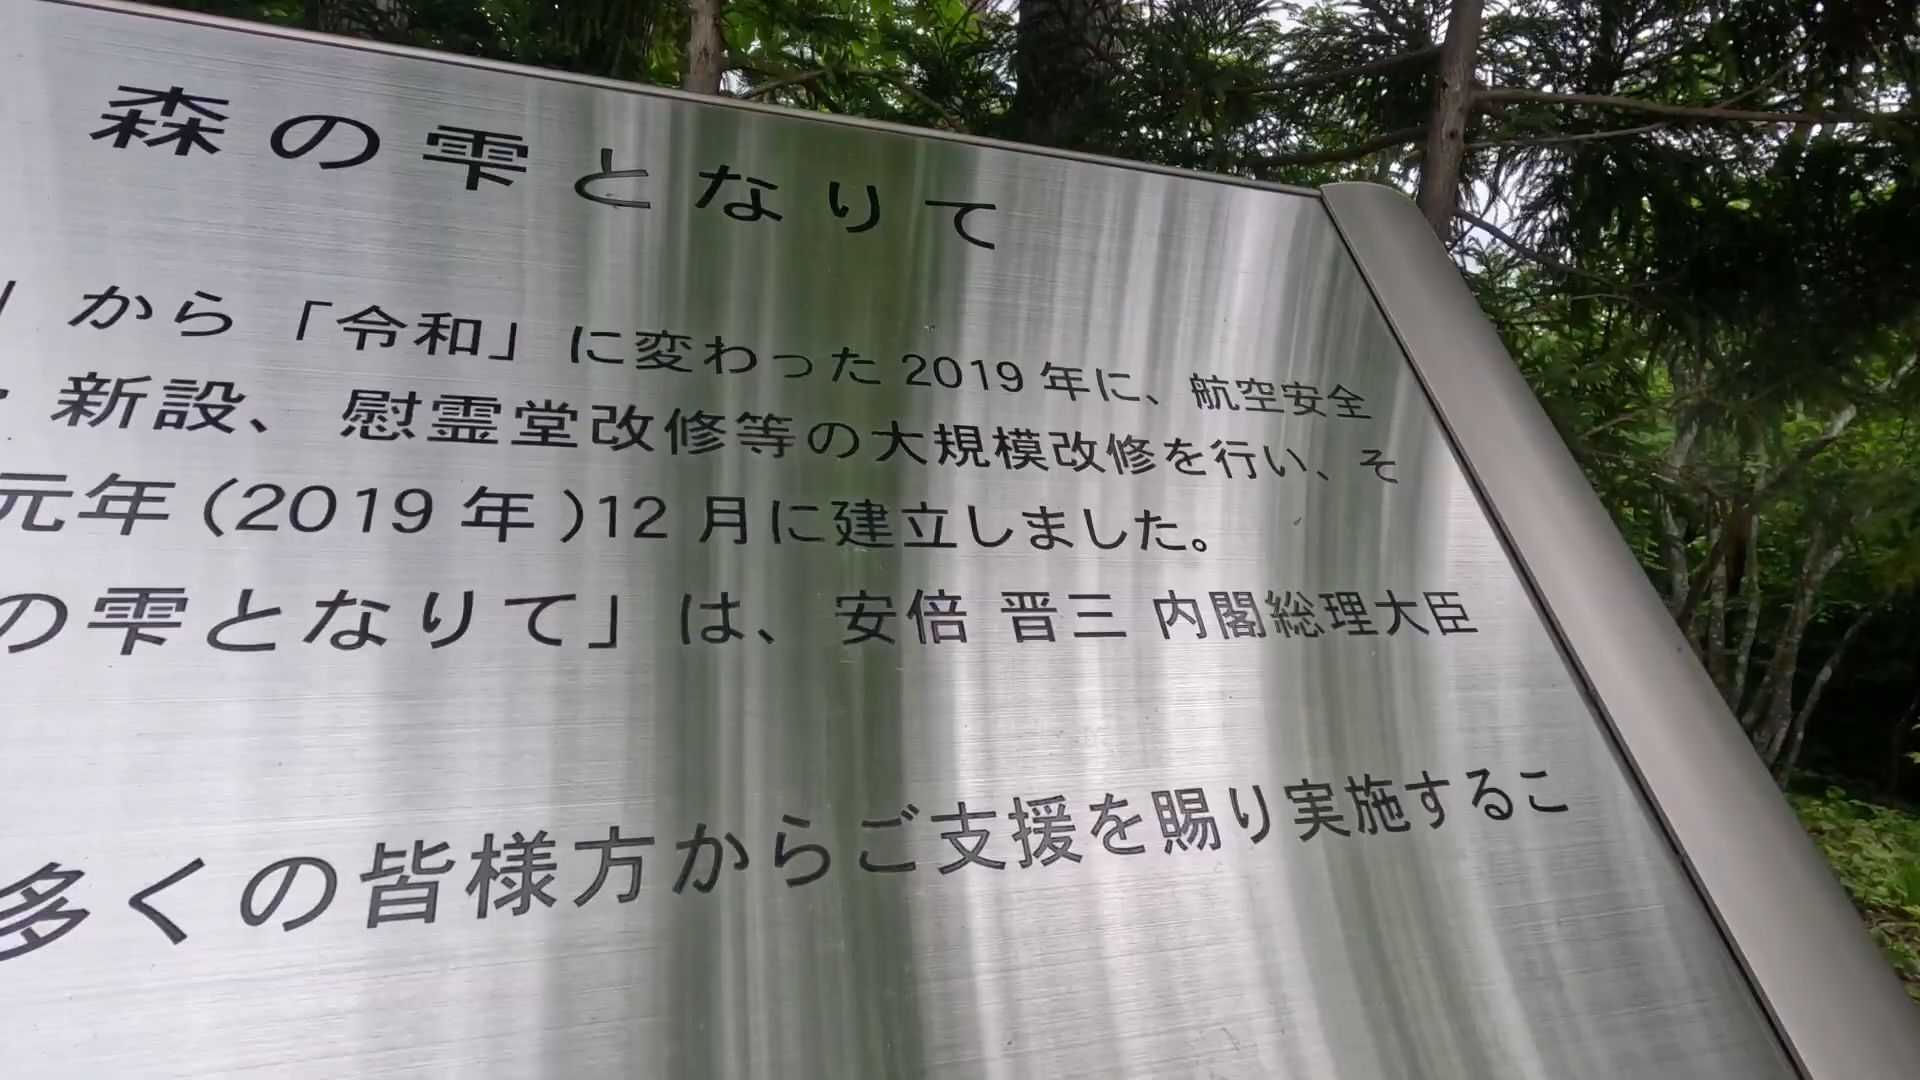 森の雫となりて
」から「令和」に変わった2019年に、航空安全
・新設、慰霊堂改修等の大規模改修を行い、そ
元年(2019年)12月に建立しました。
の雫となりて」は、安倍 晋三 内閣総理大臣
多くの皆様方からご支援を賜り実施するこ